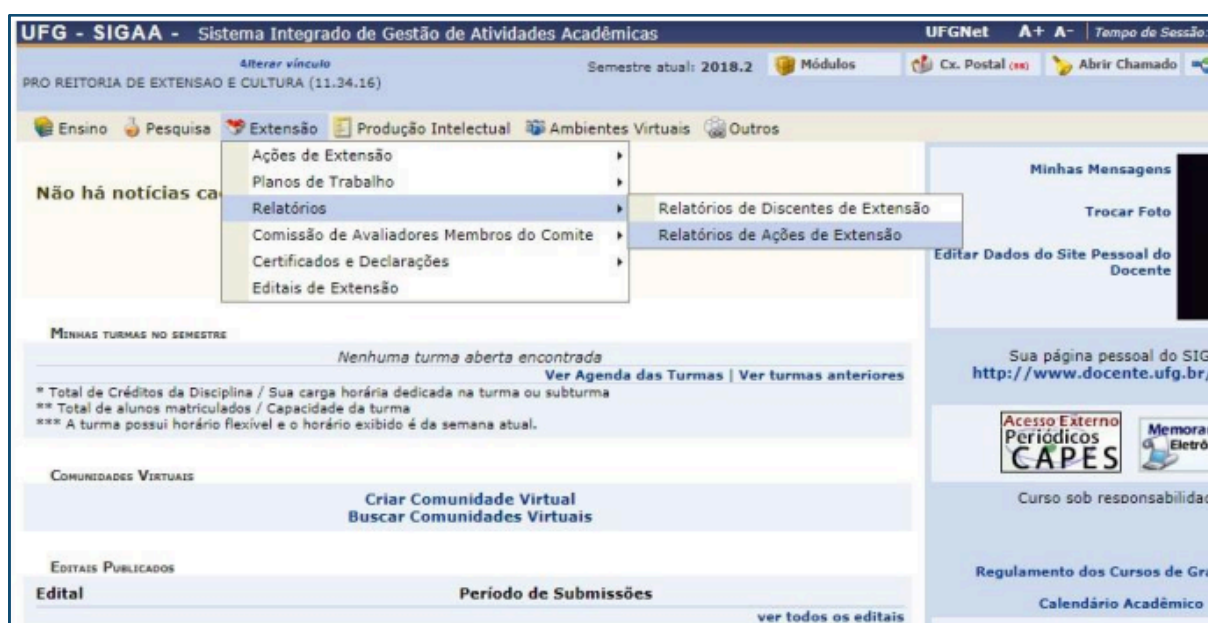 UFG - SIGAA - Sistema Integrado de Gestão de Atividades Acadêmicas UFGNet A+ A- Tempo de Sessão:
Alterar vínculo
PRO REITORIA DE EXTENSAO E CULTURA (11.34.16)
Semestre atual: 2018.2 Módulos Cx. Postal Abrir Chamado
Ensino Pesquisa Extensão Produção Intelectual Ambientes Virtuais Outros
Não há notícias ca
Ações de Extensão
Planos de Trabalho
Relatórios
Comissão de Avaliadores Membros do Comite
Certificados e Declarações
Editais de Extensão
Relatórios de Discentes de Extensão
Relatórios de Ações de Extensão
Minhas Mensagens
Trocar Foto
Editar Dados do Site Pessoal do
Docente
MINHAS TURMAS NO SEMESTRE
Nenhuma turma aberta encontrada
Ver Agenda das Turmas | Ver turmas anteriores
* Total de Créditos da Disciplina / Sua carga horária dedicada na turma ou subturma
** Total de alunos matriculados / Capacidade da turma
*** A turma possui horário flexível e o horário exibido é da semana atual.
COMUNIDADES VIRTUAIS
Criar Comunidade Virtual
Buscar Comunidades Virtuais
EDITAIS PUBLICADOS
Edital Período de Submissões
ver todos os editais
Sua página pessoal do SIG
http://www.docente.ufg.br/
Acesso Externo
Periódicos
CAPES
Memora
Eletrô
Curso sob responsabilidad
Regulamento dos Cursos de Gra
Calendário Acadêmico